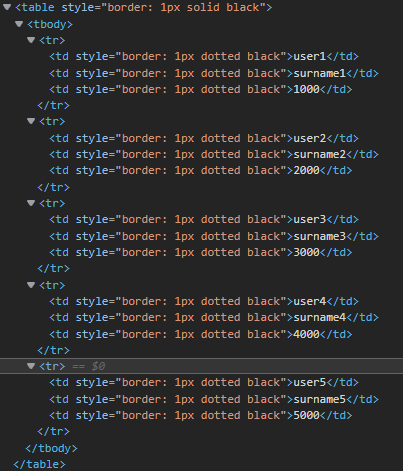 <table style="border: 1px solid black">
<tbody>
<tr>
<td style="border: 1px dotted black">user1</td>
<td style="border: 1px dotted black">surname1</td>
<td style="border: 1px dotted black">1000</td>
</tr>
<tr>
<td style="border: 1px dotted black">user2</td>
<td style="border: 1px dotted black">surname2</td>
<td style="border: 1px dotted black">2000</td>
</tr>
<tr>
<td style="border: 1px dotted black">user3</td>
<td style="border: 1px dotted black">surname3</td>
<td style="border: 1px dotted black">3000</td>
</tr>
<tr>
<td style="border: 1px dotted black">user4</td>
<td style="border: 1px dotted black">surname4</td>
<td style="border: 1px dotted black">4000</td>
</tr>
<tr> == $0
<td style="border: 1px dotted black">user5</td>
<td style="border: 1px dotted black">surname5</td>
<td style="border: 1px dotted black">5000</td>
</tr>
</tbody>
</table>